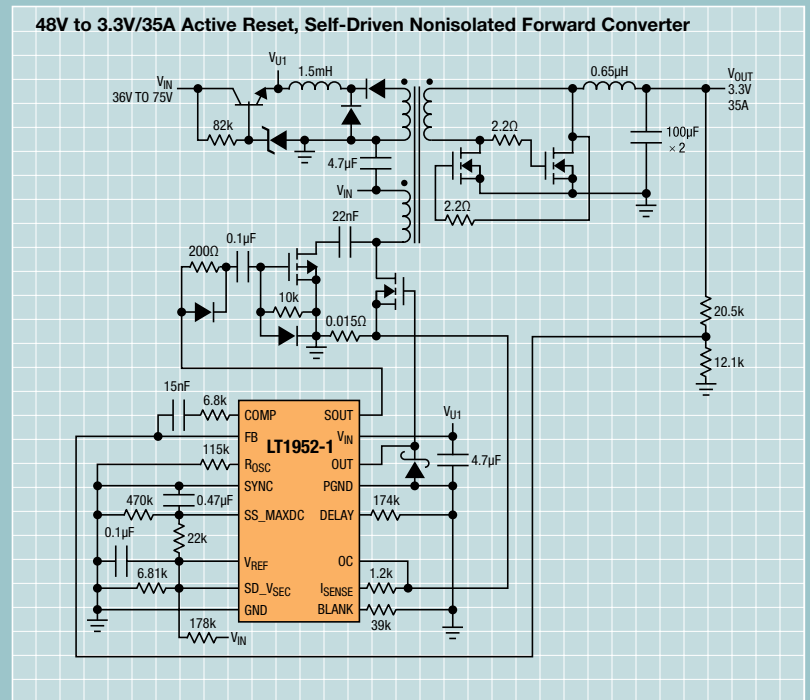 48V to 3.3V/35A Active Reset, Self-Driven Nonisolated Forward Converter
VU1
1.5mH
0.65µH
VIN
36V TO 75V
VOUT
3.3V
35A
82k
2.2Ω
100µF
× 2
4.7µF
VIN
2.2Ω
22nF
0.1µF
200Ω
10k
0.015Ω
20.5k
12.1k
15nF
6.8k
COMP
SOUT
VU1
FB
VIN
LT1952-1
115k
ROSC
OUT
4.7µF
SYNC
PGND
470k
0.47µF
174k
SS_MAXDC
DELAY
0.1µF
22k
VREF
OC
6.81k
1.2k
SD_VSEC
ISENSE
GND
BLANK
178k
VIN
39k